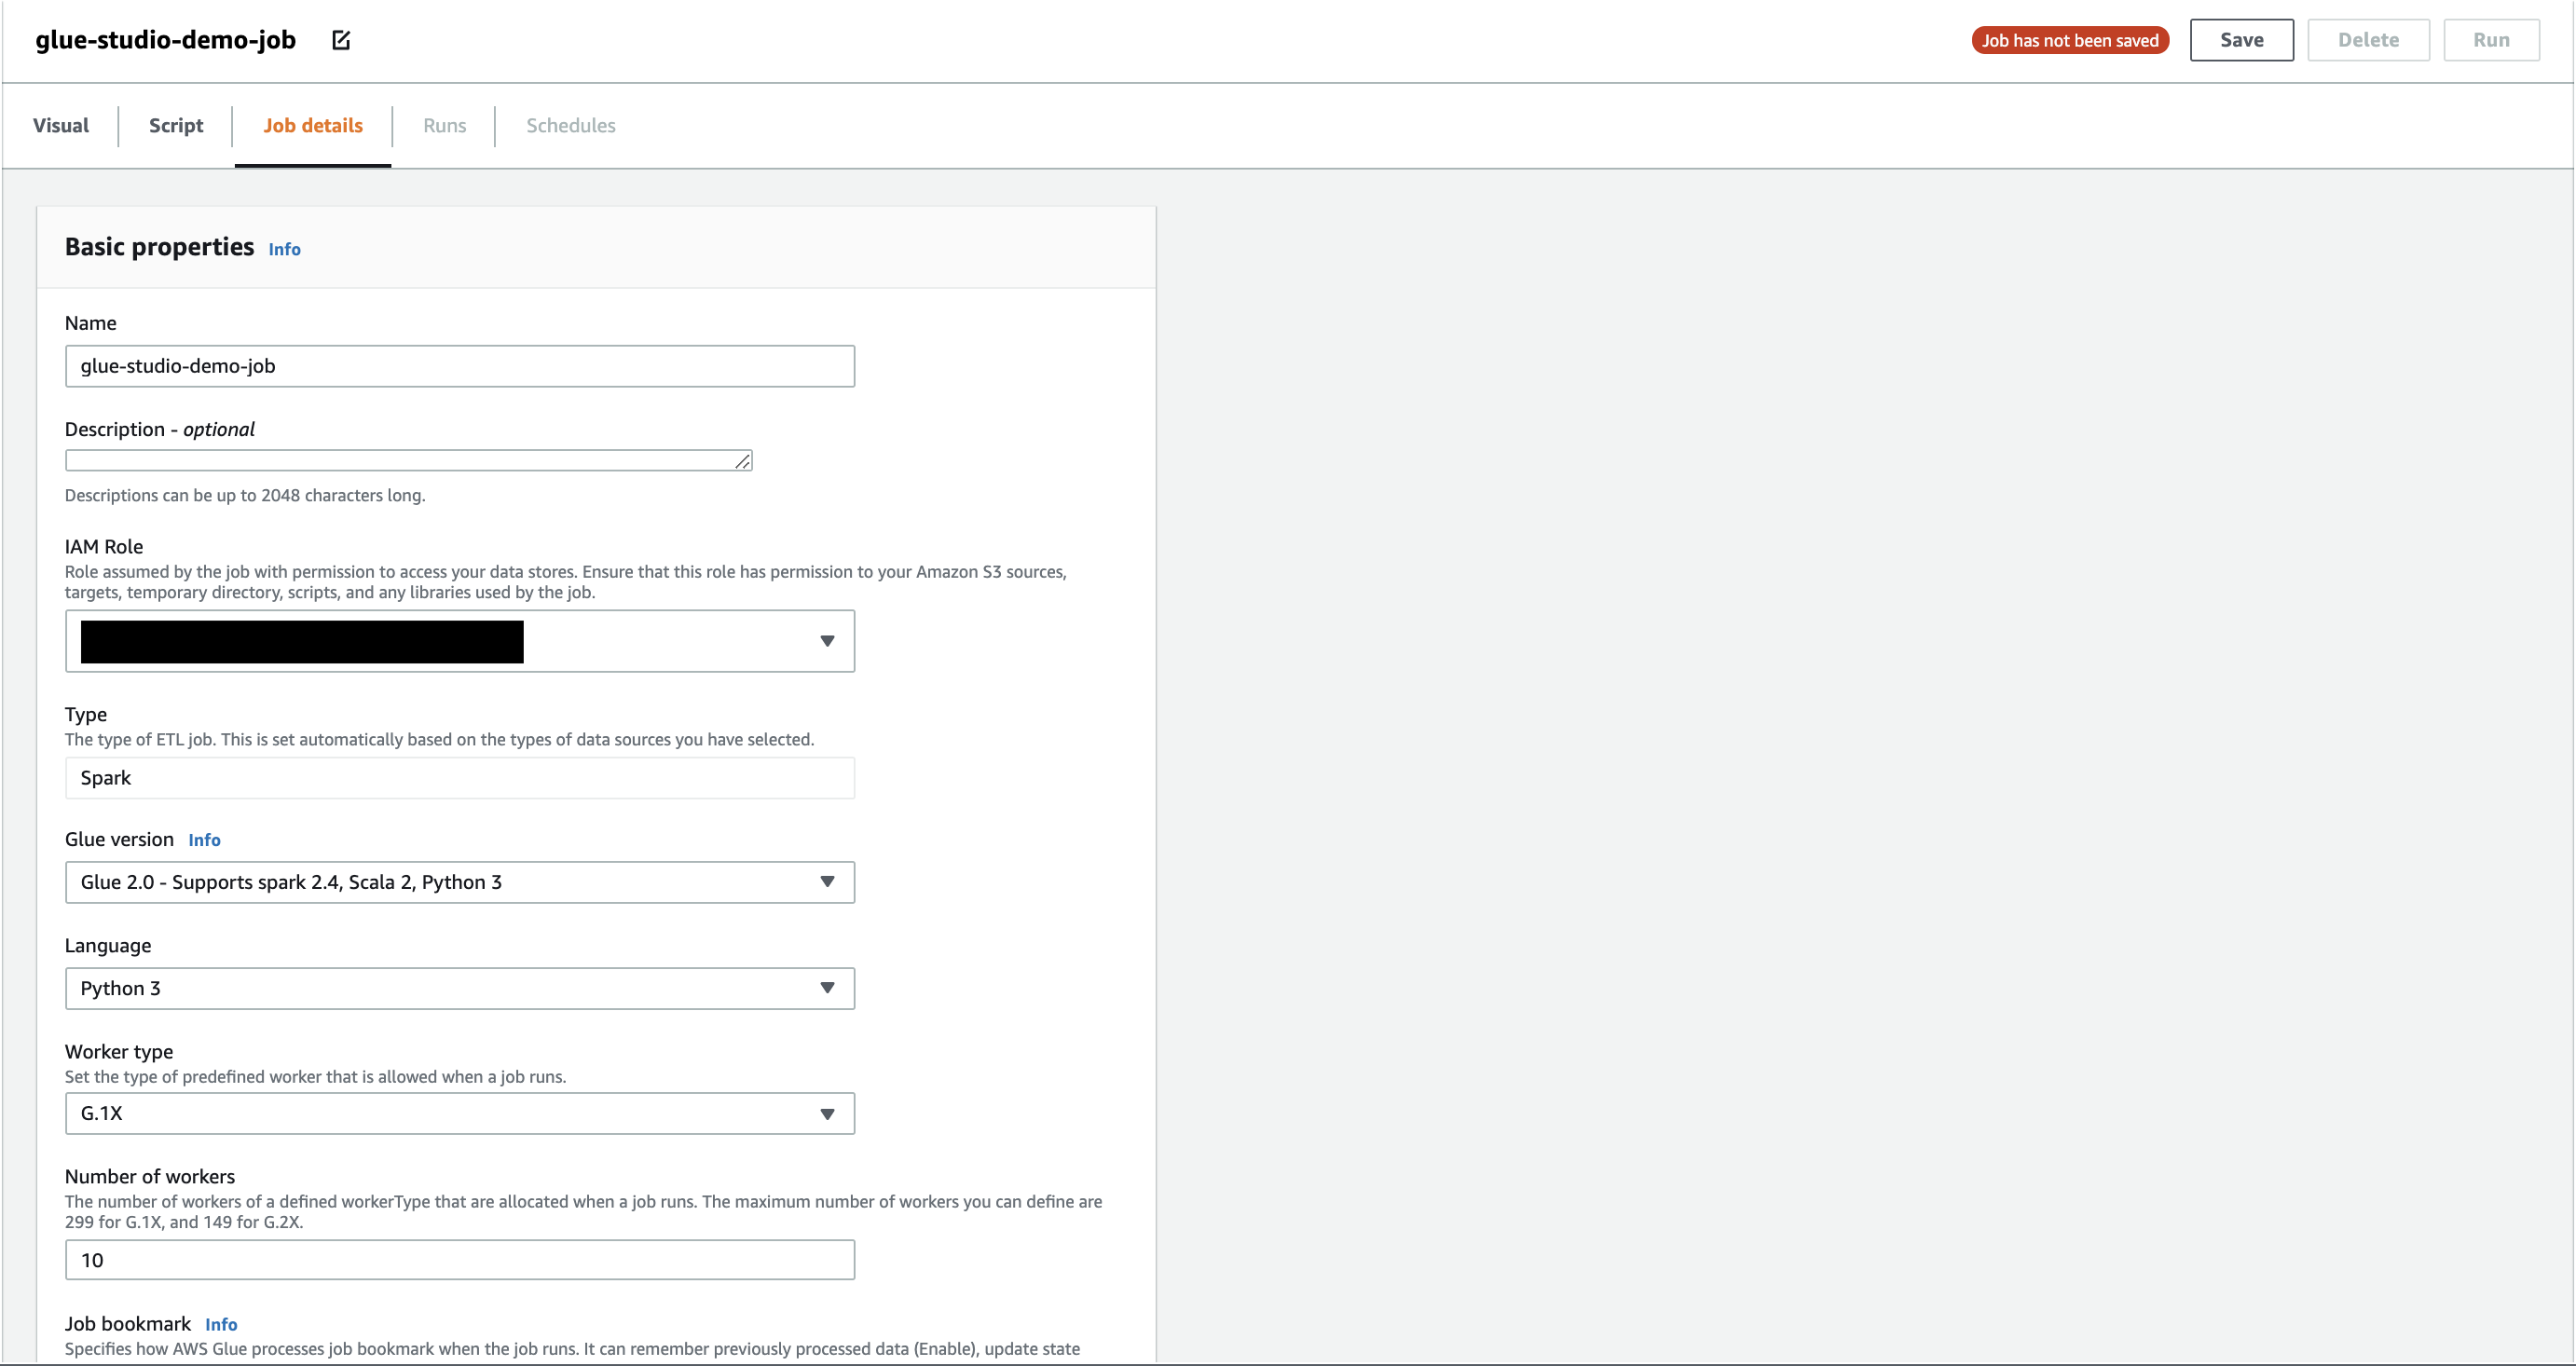 glue-studio-demo-job
Job has not been saved
Save
Delete
Run
Visual
Script
Job details
Runs
Schedules
Basic properties Info
Name
glue-studio-demo-job
Description - optional
Descriptions can be up to 2048 characters long.
IAM Role
Role assumed by the job with permission to access your data stores. Ensure that this role has permission to your Amazon S3 sources,
targets, temporary directory, scripts, and any libraries used by the job.
Type
The type of ETL job. This is set automatically based on the types of data sources you have selected.
Spark
Glue version Info
Glue 2.0 - Supports spark 2.4, Scala 2, Python 3
Language
Python 3
Worker type
Set the type of predefined worker that is allowed when a job runs.
G.1X
Number of workers
The number of workers of a defined workerType that are allocated when a job runs. The maximum number of workers you can define are
299 for G.1X, and 149 for G.2X.
10
Job bookmark Info
Specifies how AWS Glue processes job bookmark when the job runs. It can remember previously processed data (Enable), update state